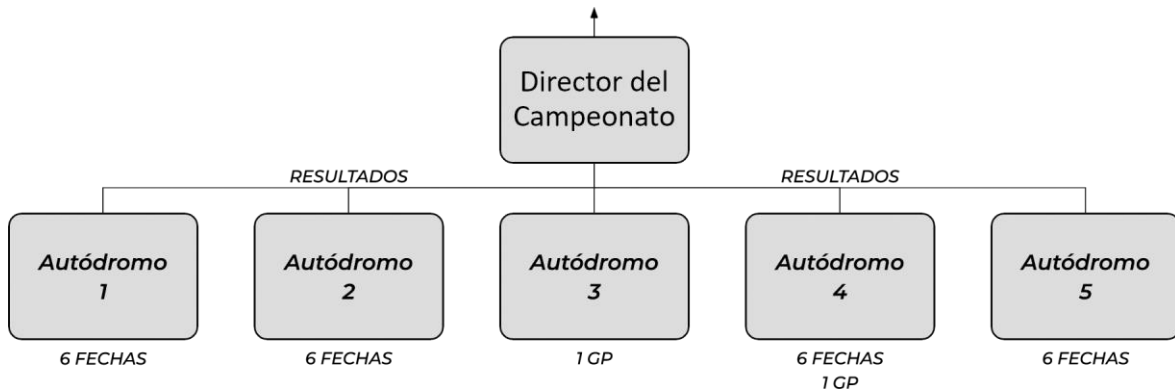 Director del
Campeonato
RESULTADOS
RESULTADOS
Autódromo
1
Autódromo
2
Autódromo
3
Autódromo
4
Autódromo
5
6 FECHAS
6 FECHAS
1 GP
6 FECHAS
1 GP
6 FECHAS